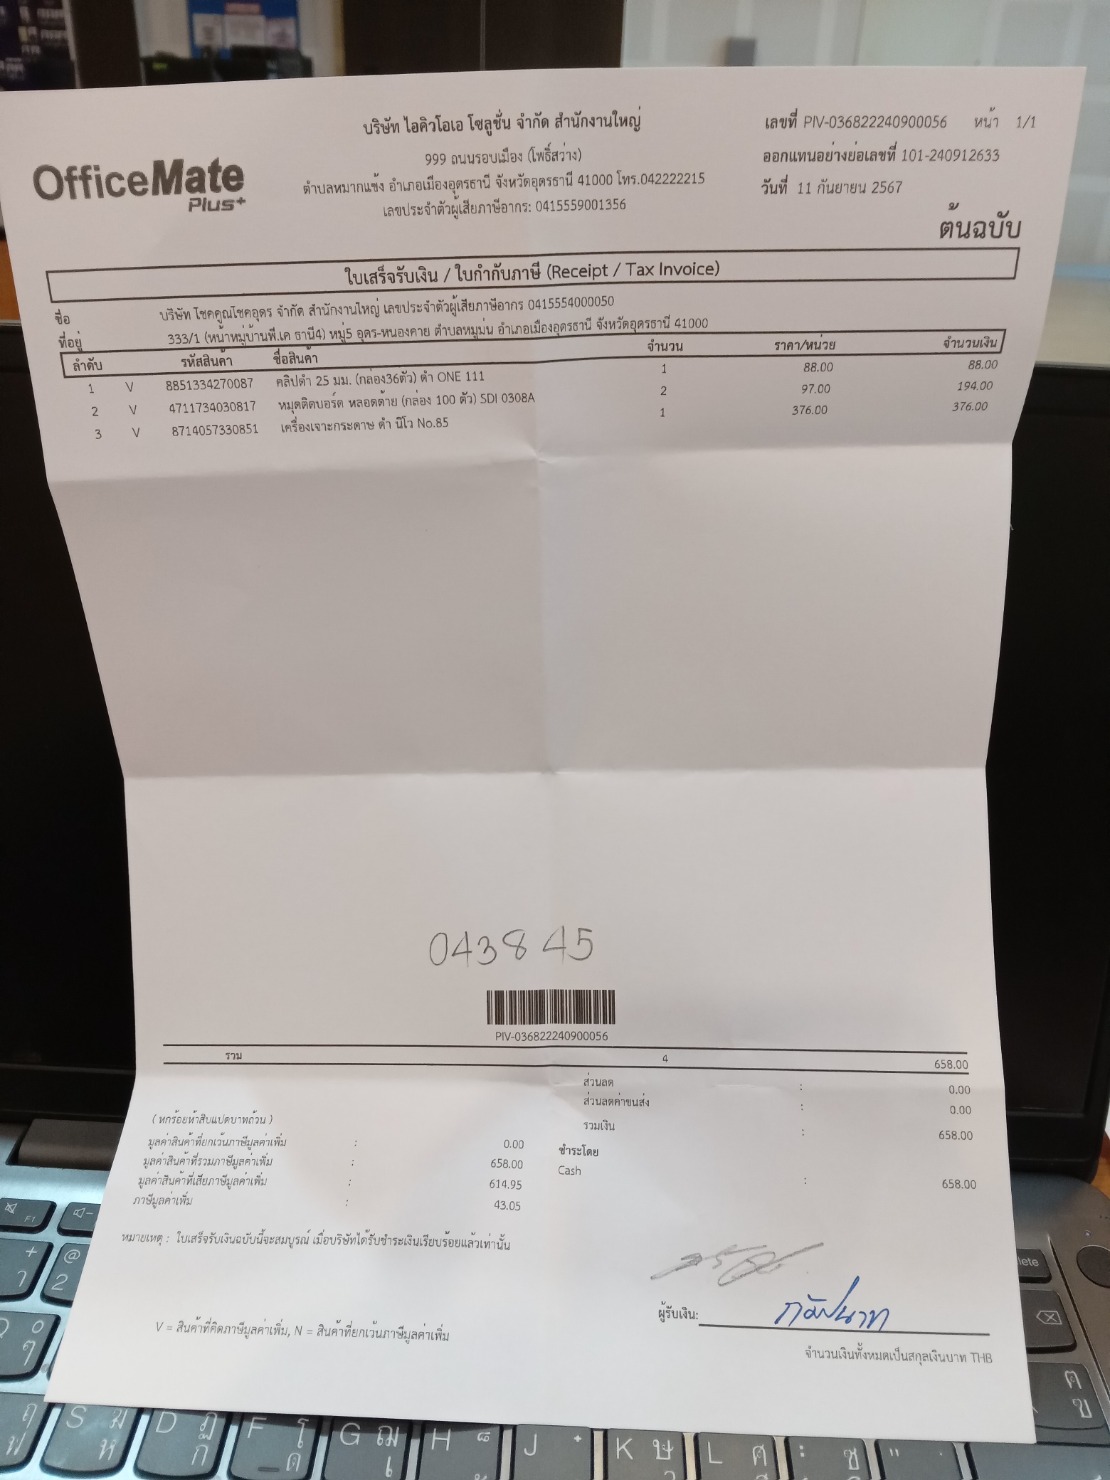 OfficeMate
Plus+
บริษัท ไอคิวโอเอ โซลูชั่น จำกัด สำนักงานใหญ่
999 ถนนรอบเมือง (โพธิ์สว่าง)
ตำบลหมากแข้ง อำเภอเมืองอุดรธานี จังหวัดอุดรธานี 41000 โทร.042222215
เลขประจำตัวผู้เสียภาษีอากร: 0415559001356
เลขที่ PIV-036822240900056 หน้า 1/1
ออกแทนอย่างย่อเลขที่ 101-240912633
วันที่ 11 กันยายน 2567
ต้นฉบับ
ใบเสร็จรับเงิน / ใบกำกับภาษี (Receipt / Tax Invoice)
ชื่อ บริษัท โชคคูณโชคอุดร จำกัด สำนักงานใหญ่ เลขประจำตัวผู้เสียภาษีอากร 0415554000050
ที่อยู่ 333/1 (หน้าหมู่บ้านพี.เค ธานี4) หมู่5 อุดร-หนองคาย ตำบลหมูม่น อำเภอเมืองอุดรธานี จังหวัดอุดรธานี 41000
ลำดับ รหัสสินค้า ชื่อสินค้า จำนวน ราคา/หน่วย จำนวนเงิน
1 V 8851334270087 คลิปดำ 25 มม. (กล่อง36ตัว) ดำ ONE 111 1 88.00 88.00
2 V 4711734030817 หมุดติดบอร์ด หลอดด้าย (กล่อง 100 ตัว) SDI 0308A 2 97.00 194.00
3 V 8714057330851 เครื่องเจาะกระดาษ ดำ นิโว No.85 1 376.00 376.00
043845
PIV-036822240900056
รวม 4 658.00
ส่วนลด : 0.00
ส่วนลดค่าขนส่ง : 0.00
รวมเงิน : 658.00
ชำระโดย
Cash : 658.00
( หกร้อยห้าสิบแปดบาทถ้วน )
มูลค่าสินค้าที่ยกเว้นภาษีมูลค่าเพิ่ม : 0.00
มูลค่าสินค้าที่รวมภาษีมูลค่าเพิ่ม : 658.00
มูลค่าสินค้าที่เสียภาษีมูลค่าเพิ่ม : 614.95
ภาษีมูลค่าเพิ่ม : 43.05
หมายเหตุ : ใบเสร็จรับเงินฉบับนี้จะสมบูรณ์ เมื่อบริษัทได้รับชำระเงินเรียบร้อยแล้วเท่านั้น
ผู้รับเงิน:
V = สินค้าที่คิดภาษีมูลค่าเพิ่ม, N = สินค้าที่ยกเว้นภาษีมูลค่าเพิ่ม
จำนวนเงินทั้งหมดเป็นสกุลเงินบาท THB